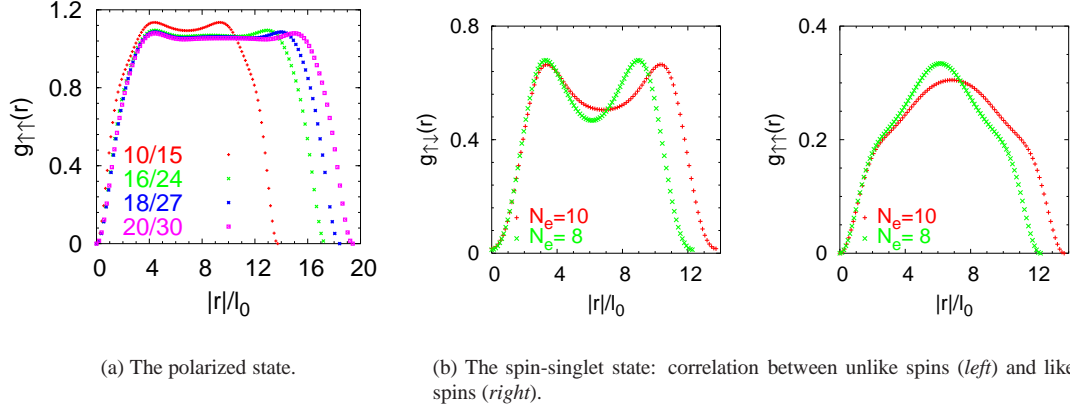 1.2
0.8
0.4
0
g↑↑(r)
10/15
16/24
18/27
20/30
0 4 8 12 16 20
|r|/l0
0.8
0.4
0
g↑↓(r)
Ne=10
Ne= 8
0 4 8 12
|r|/l0
0.4
0.2
0
g↑↑(r)
Ne=10
Ne= 8
0 4 8 12
|r|/l0
(a) The polarized state.
(b) The spin-singlet state: correlation between unlike spins (left) and like
spins (right).